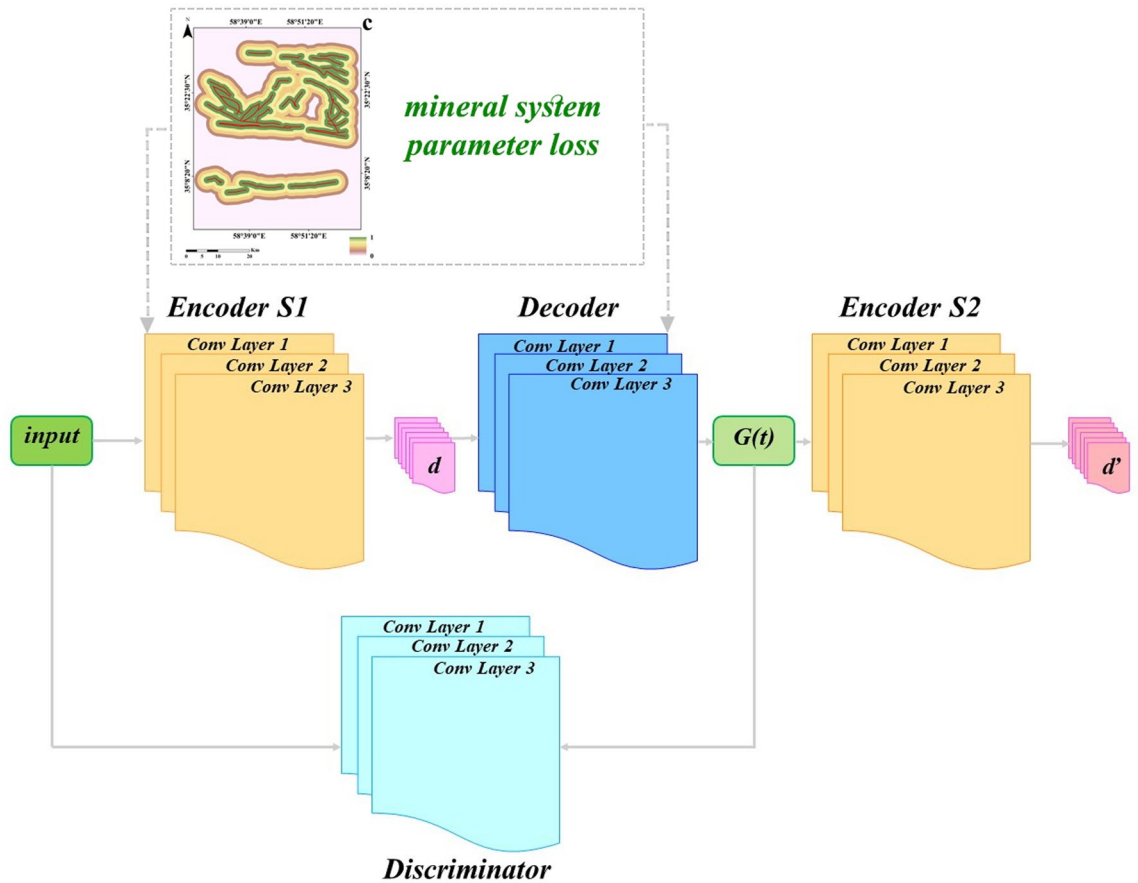 N
58°39'0"E 58°51'20"E
c
35°22'30"N
35°22'30"N
35°8'20"N
35°8'20"N
58°39'0"E 58°51'20"E
Km
0 5 10 20
1
0
mineral system
parameter loss
Encoder S1
Decoder
Encoder S2
Conv Layer 1
Conv Layer 2
Conv Layer 3
Conv Layer 1
Conv Layer 2
Conv Layer 3
Conv Layer 1
Conv Layer 2
Conv Layer 3
input
d
G(t)
d’
Conv Layer 1
Conv Layer 2
Conv Layer 3
Discriminator